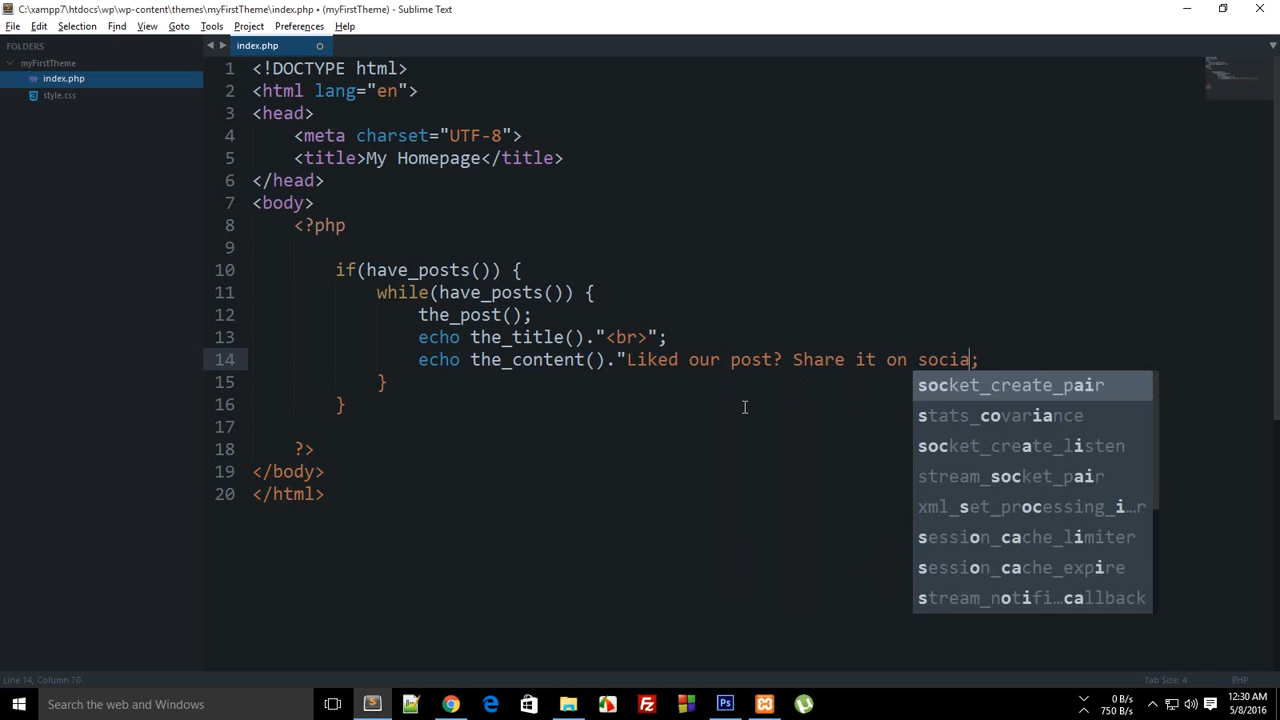 C:\xampp7\htdocs\wp\wp-content\themes\myFirstTheme\index.php • (myFirstTheme) - Sublime Text
File Edit Selection Find View Goto Tools Project Preferences Help
FOLDERS
myFirstTheme
index.php
style.css
index.php
1 <!DOCTYPE html>
2 <html lang="en">
3 <head>
4 <meta charset="UTF-8">
5 <title>My Homepage</title>
6 </head>
7 <body>
8 <?php
9
10 if(have_posts()) {
11 while(have_posts()) {
12 the_post();
13 echo the_title()."<br>";
14 echo the_content()."Liked our post? Share it on socia;
15 }
16 }
17
18 ?>
19 </body>
20 </html>
socket_create_pair
stats_covariance
socket_create_listen
stream_socket_pair
xml_set_processing_i…r
session_cache_limiter
session_cache_expire
stream_notifi…callback
Line 14, Column 70
Tab Size: 4
PHP
Search the web and Windows
0 B/s
750 B/s
12:30 AM
5/8/2016